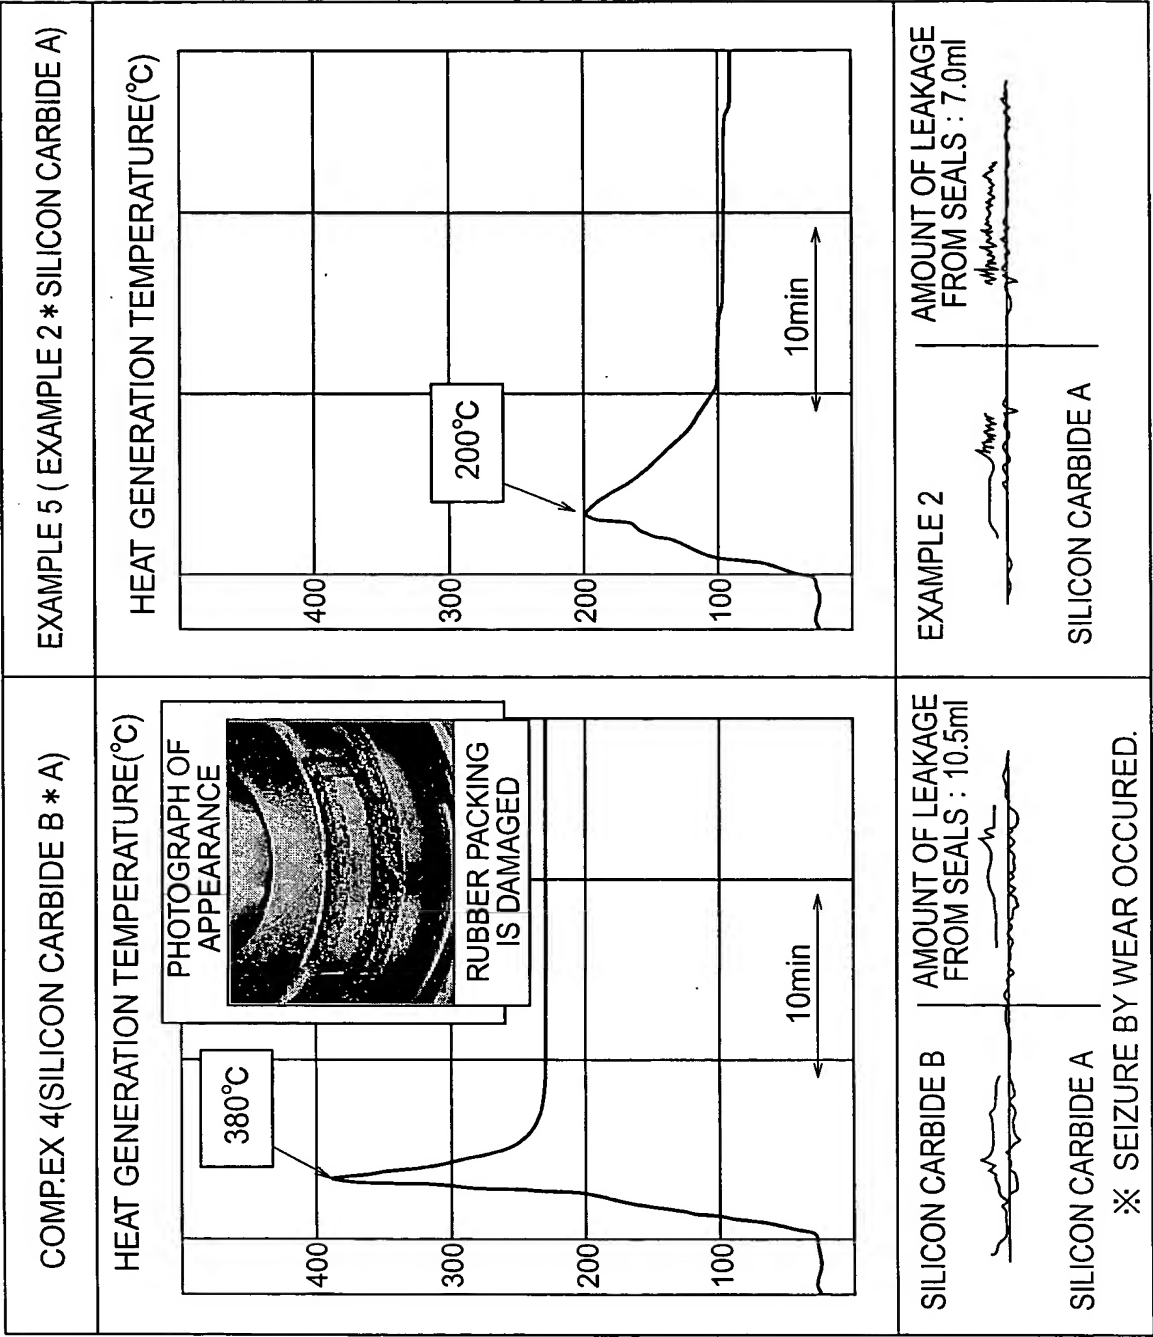 COMP.EX 4(SILICON CARBIDE B * A)
HEAT GENERATION TEMPERATURE(°C)
400
300
200
100
380°C
PHOTOGRAPH OF
APPEARANCE
RUBBER PACKING
IS DAMAGED
10min
SILICON CARBIDE B
AMOUNT OF LEAKAGE
FROM SEALS : 10.5ml
SILICON CARBIDE A
※ SEIZURE BY WEAR OCCURED.
EXAMPLE 5 ( EXAMPLE 2 * SILICON CARBIDE A)
HEAT GENERATION TEMPERATURE(°C)
400
300
200
100
200°C
10min
EXAMPLE 2
AMOUNT OF LEAKAGE
FROM SEALS : 7.0ml
SILICON CARBIDE A